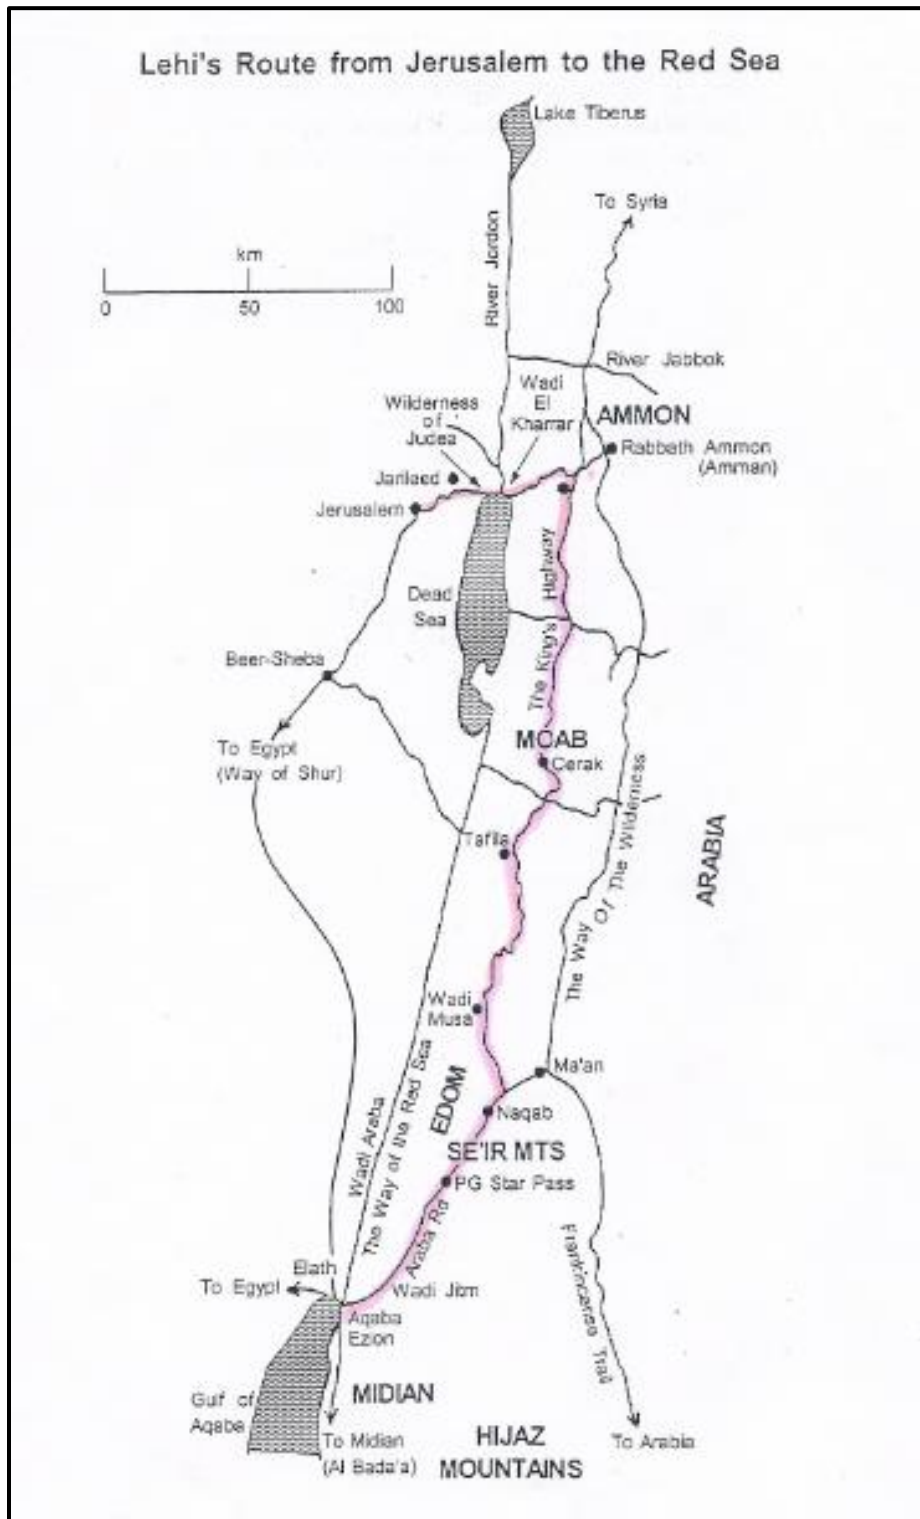 Lehi's Route from Jerusalem to the Red Sea
Lake Tiberus
To Syria
km
0 50 100
River Jordon
River Jabbok
Wadi
El
Kharrar
Wilderness
of
Judea
AMMON
Rabbath Ammon
(Amman)
Jerusalem
The King's Highway
Dead
Sea
Beer-Sheba
To Egypt
(Way of Shur)
MOAB
Cerak
Tafila
The Way Of The Wilderness
ARABIA
Wadi
Musa
Ma'an
EDOM
Naqab
Wadi Araba
The Way of the Red Sea
SE'IR MTS
PG Star Pass
Araba Rd
Wadi Jitm
Frankincense Trail
Elath
To Egypt
Aqaba
Ezion
Gulf of
Aqaba
MIDIAN
To Midian
(Al Bada'a)
HIJAZ
MOUNTAINS
To Arabia